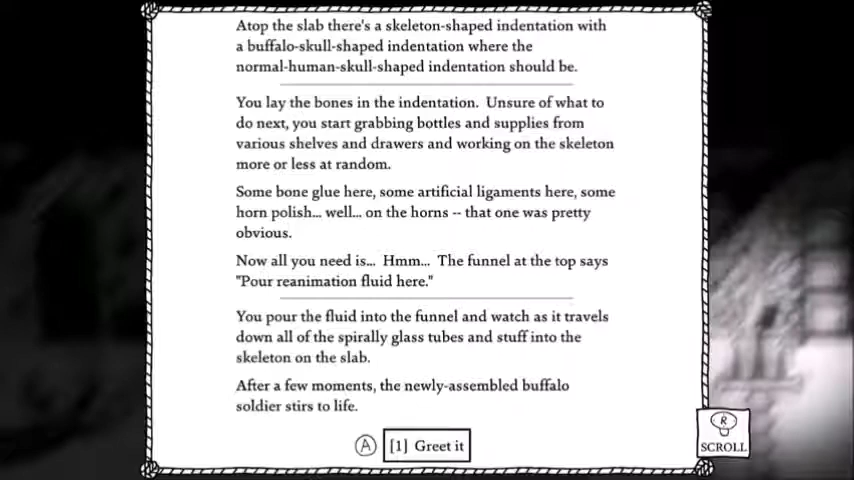 Atop the slab there's a skeleton-shaped indentation with
a buffalo-skull-shaped indentation where the
normal-human-skull-shaped indentation should be.
You lay the bones in the indentation. Unsure of what to
do next, you start grabbing bottles and supplies from
various shelves and drawers and working on the skeleton
more or less at random.
Some bone glue here, some artificial ligaments here, some
horn polish... well... on the horns -- that one was pretty
obvious.
Now all you need is... Hmm... The funnel at the top says
"Pour reanimation fluid here."
You pour the fluid into the funnel and watch as it travels
down all of the spirally glass tubes and stuff into the
skeleton on the slab.
After a few moments, the newly-assembled buffalo
soldier stirs to life.
A [1] Greet it
R
SCROLL